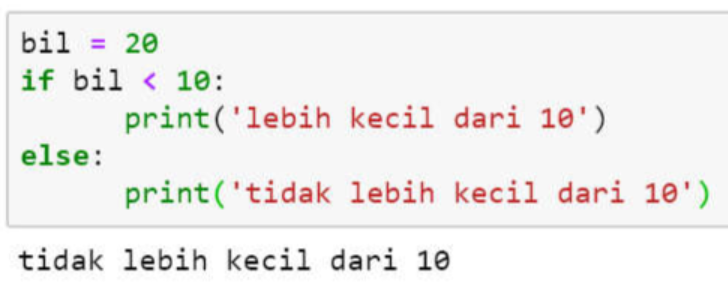 bil = 20
if bil < 10:
      print('lebih kecil dari 10')
else:
      print('tidak lebih kecil dari 10')
tidak lebih kecil dari 10